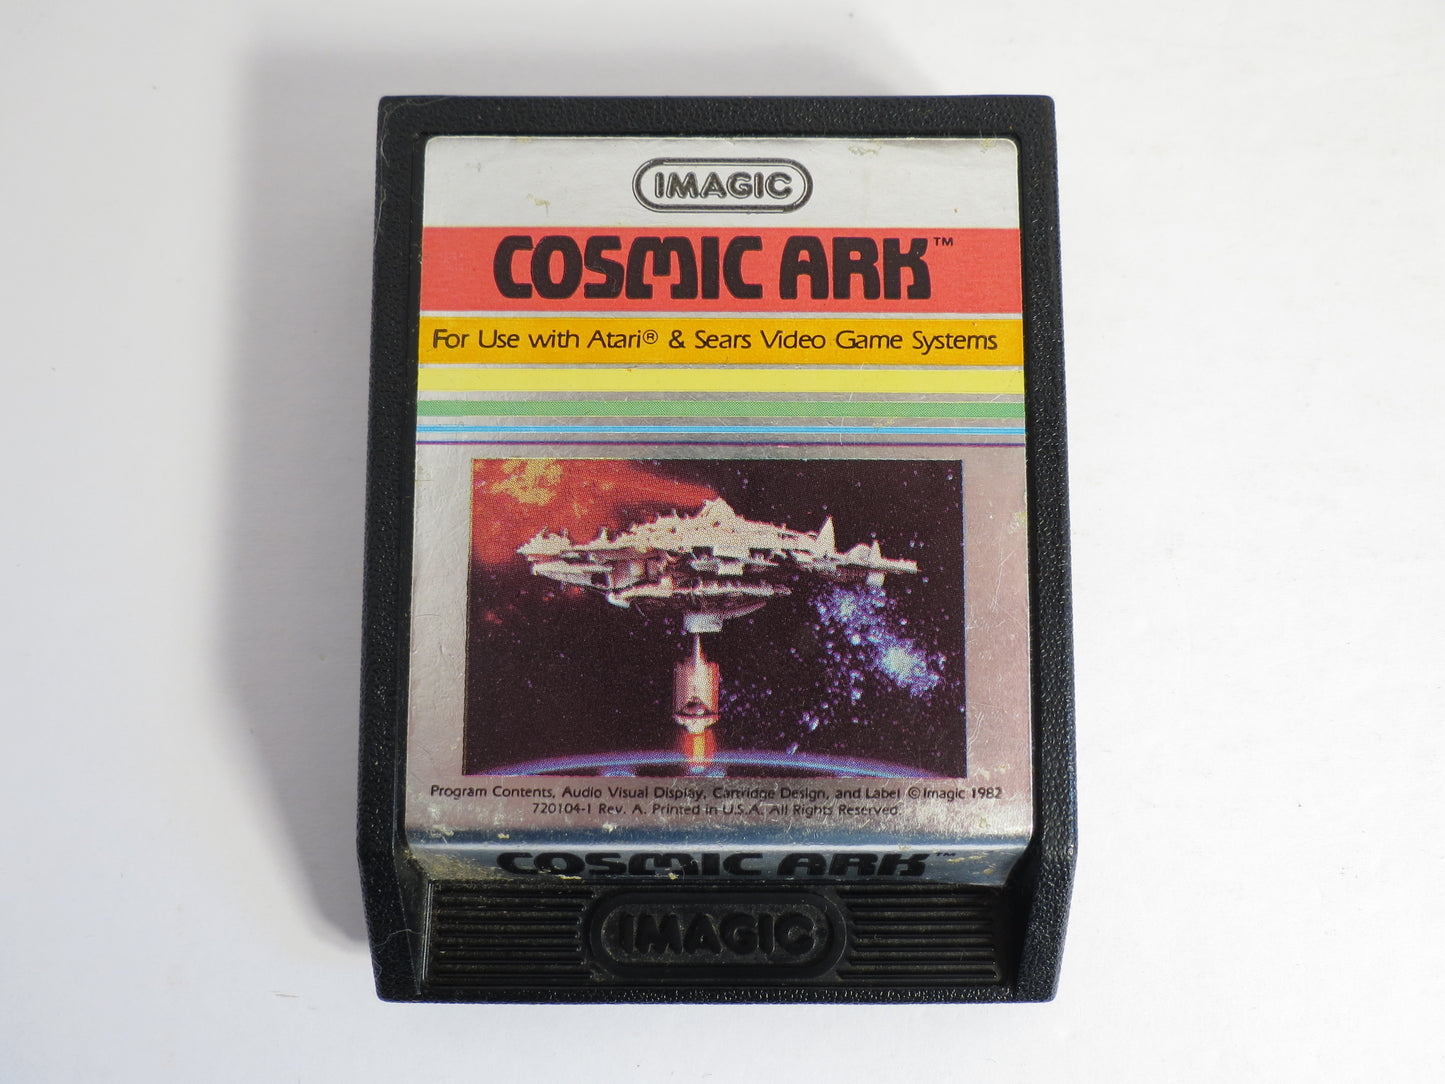 IMAGIC
COSMIC ARK™
For Use with Atari® & Sears Video Game Systems
Program Contents, Audio Visual Display, Cartridge Design, and Label © Imagic 1982
720104-1 Rev. A. Printed in U.S.A. All Rights Reserved.
COSMIC ARK™
IMAGIC